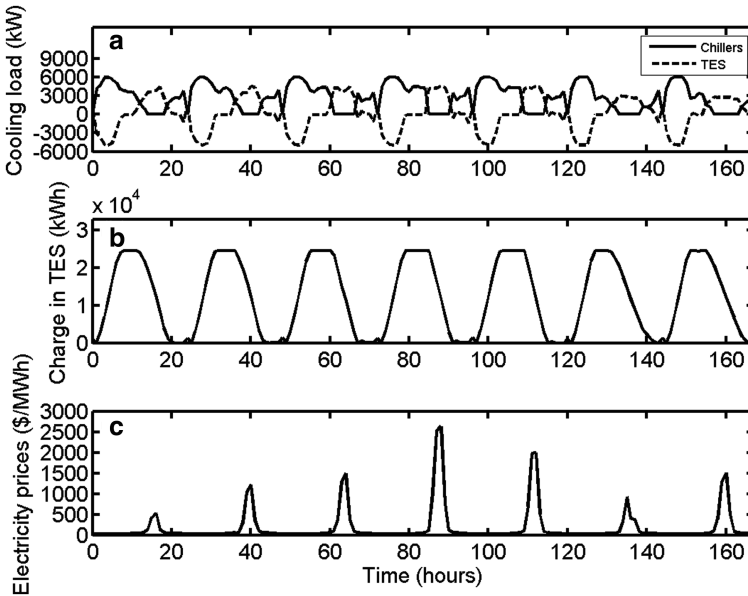 a
Cooling load (kW)
9000
6000
3000
0
-3000
-6000
Chillers
TES
0 20 40 60 80 100 120 140 160
x 10^4
b
Charge in TES (kWh)
3
2
1
0
0 20 40 60 80 100 120 140 160
c
Electricity prices ($/MWh)
3000
2500
2000
1500
1000
500
0
0 20 40 60 80 100 120 140 160
Time (hours)